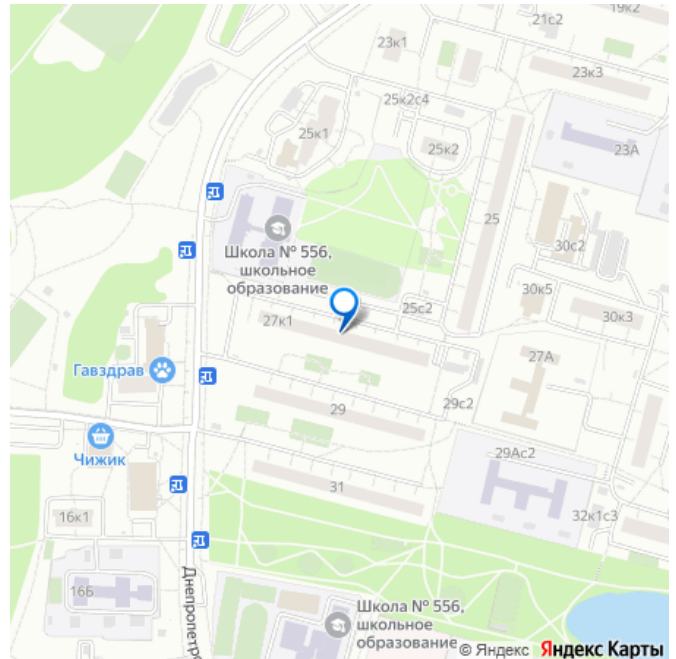 19к2
21с2
23к1
23к3
25к2с4
25к1
25к2
23А
25
Школа № 556,
школьное
образование
30с2
30к5
25с2
30к3
27к1
27А
Гавздрав
29
29с2
Чижик
29Ас2
31
16к1
32к1с3
16Б
Днепропетро
Школа № 556,
школьное
образование
© Яндекс Яндекс Карты